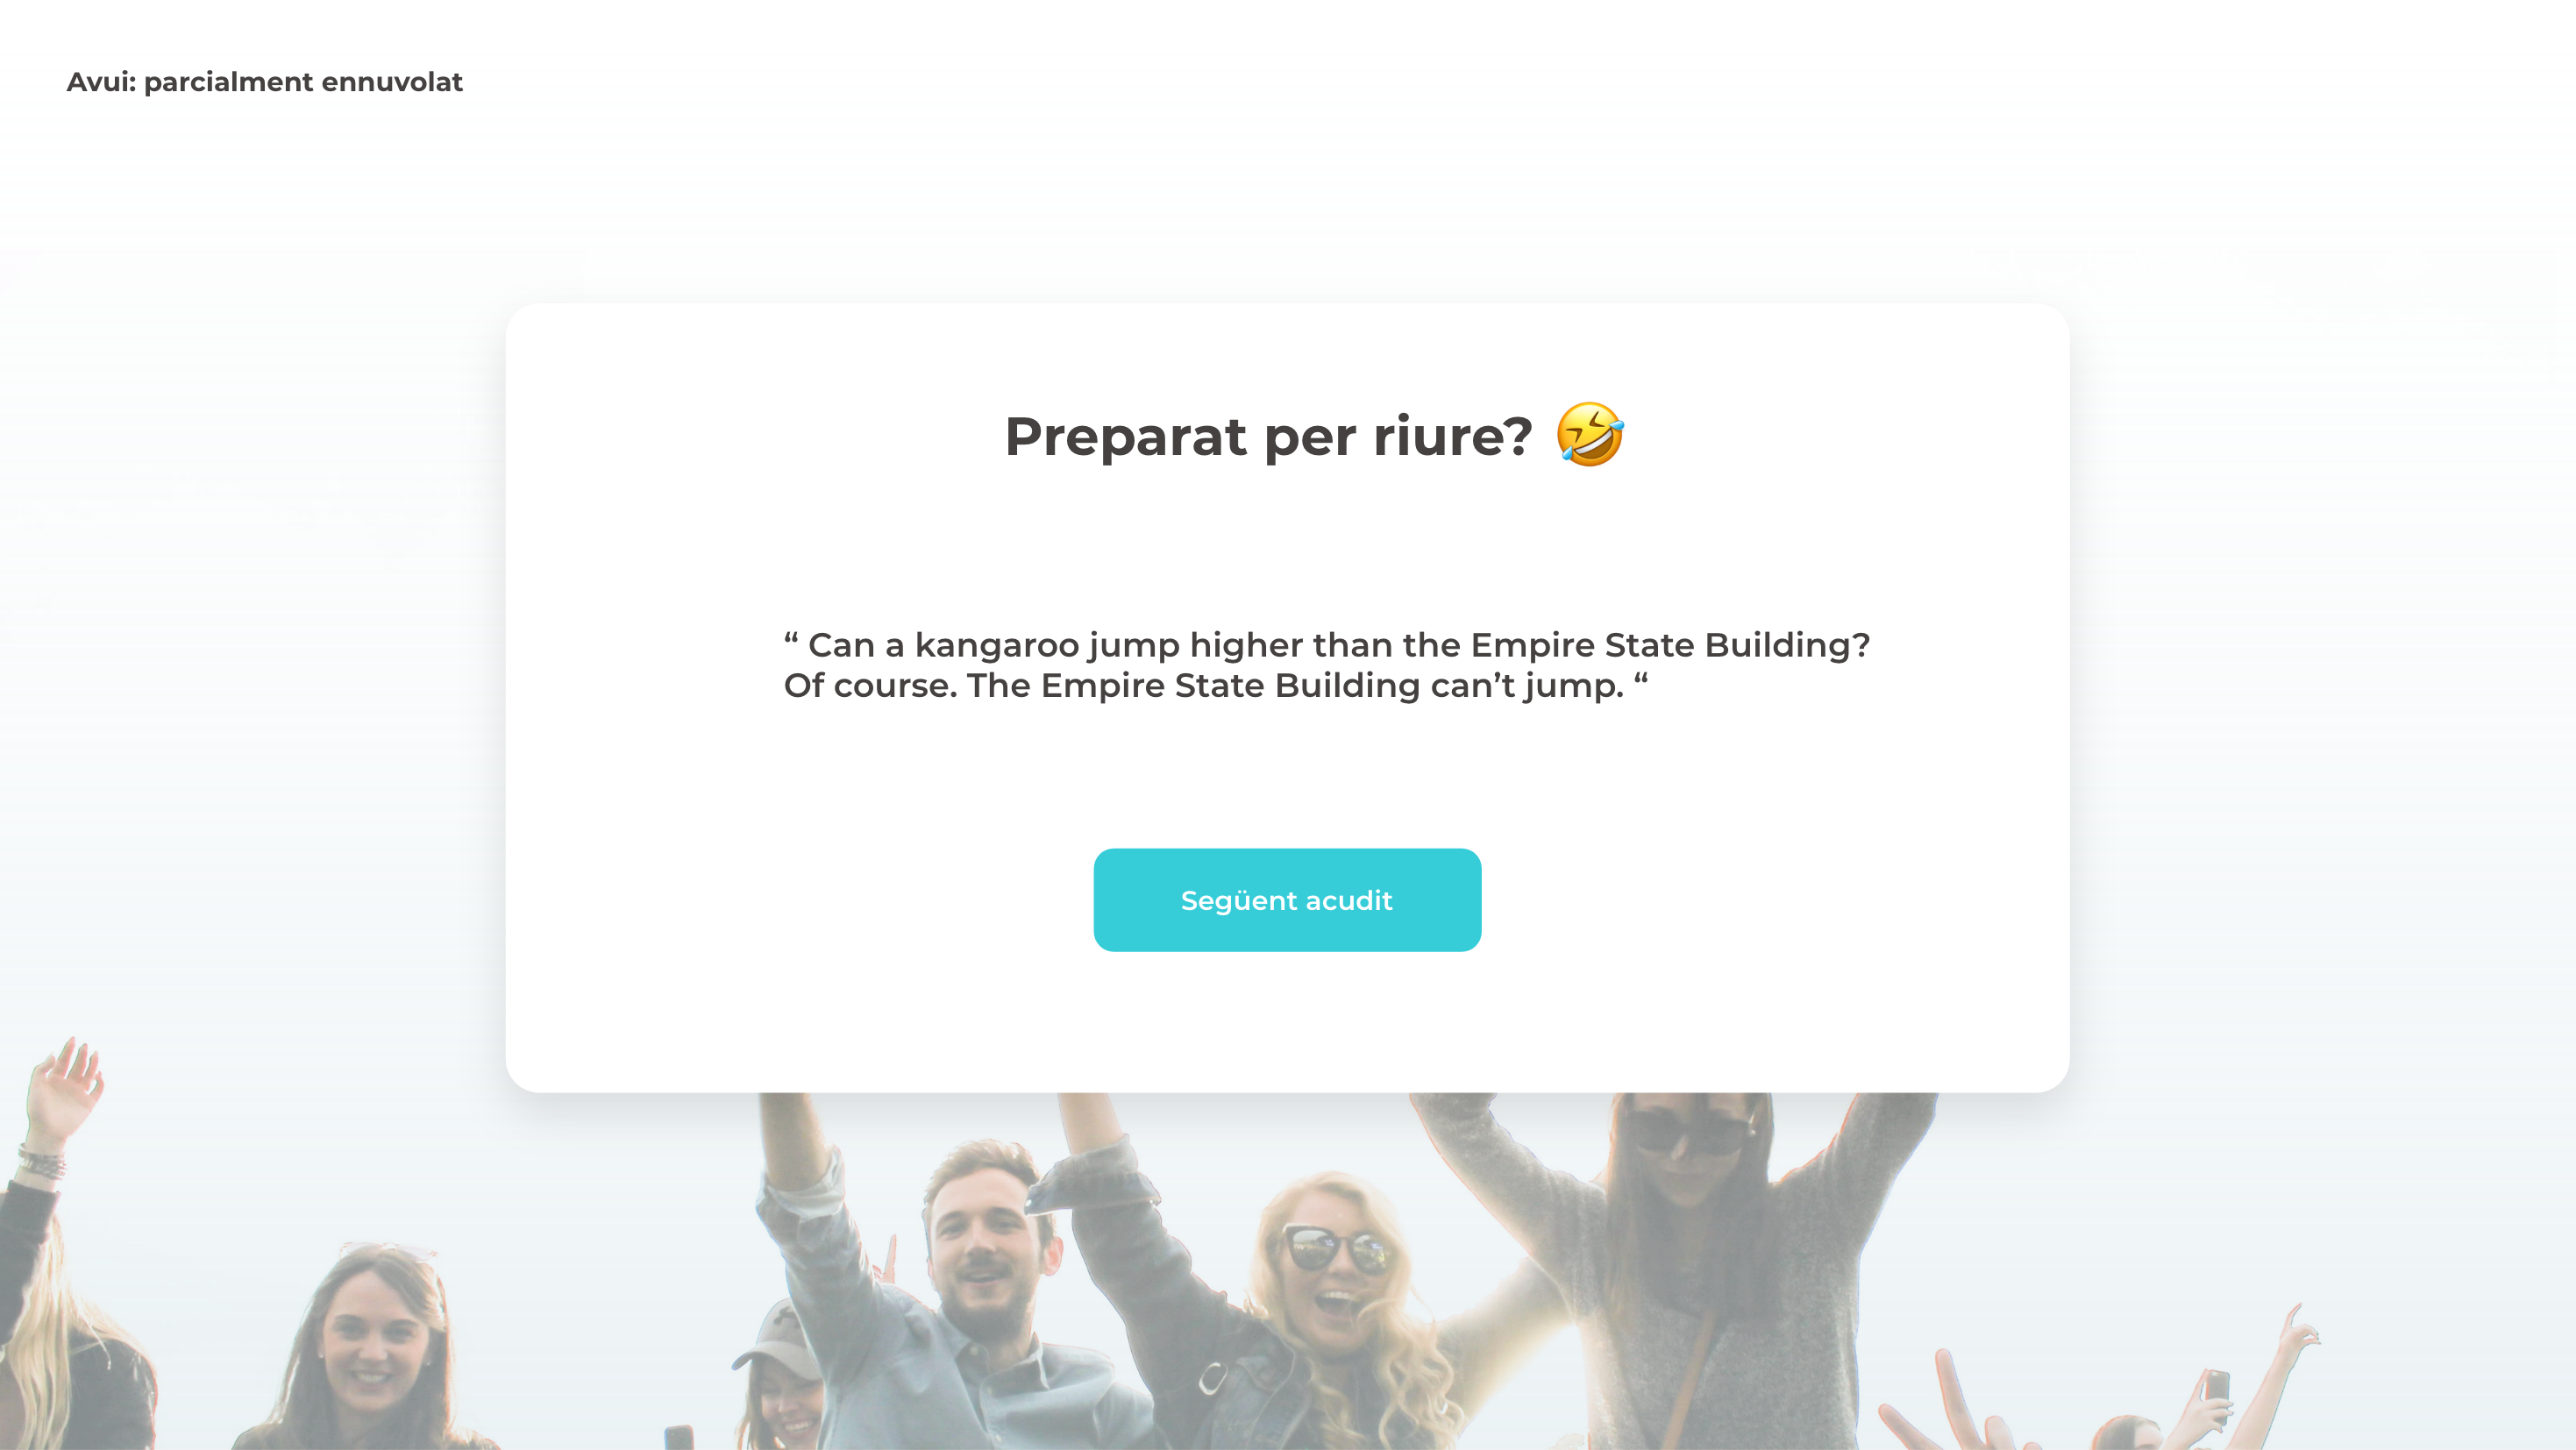 Avui: parcialment ennuvolat
Preparat per riure? 🤣
“ Can a kangaroo jump higher than the Empire State Building?
Of course. The Empire State Building can’t jump. “
Següent acudit